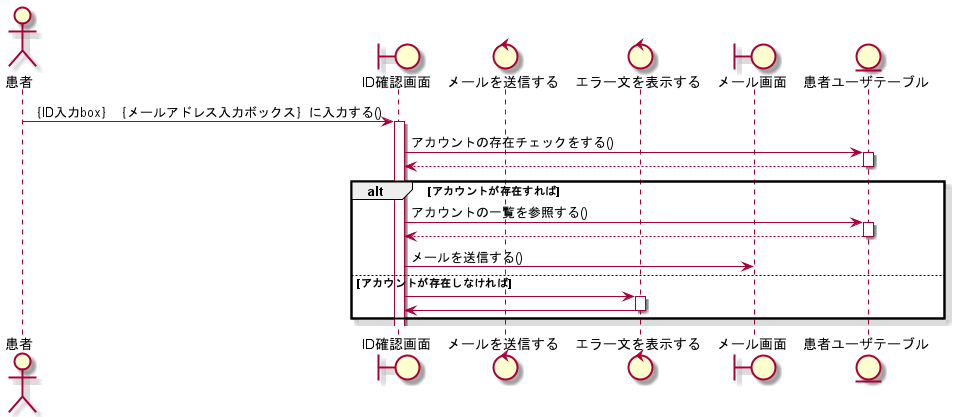 患者
ID確認画面
メールを送信する
エラー文を表示する
メール画面
患者ユーザテーブル
{ID入力box} {メールアドレス入力ボックス} に入力する()
アカウントの存在チェックをする()
alt
[アカウントが存在すれば]
アカウントの一覧を参照する()
メールを送信する()
[アカウントが存在しなければ]
患者
ID確認画面
メールを送信する
エラー文を表示する
メール画面
患者ユーザテーブル